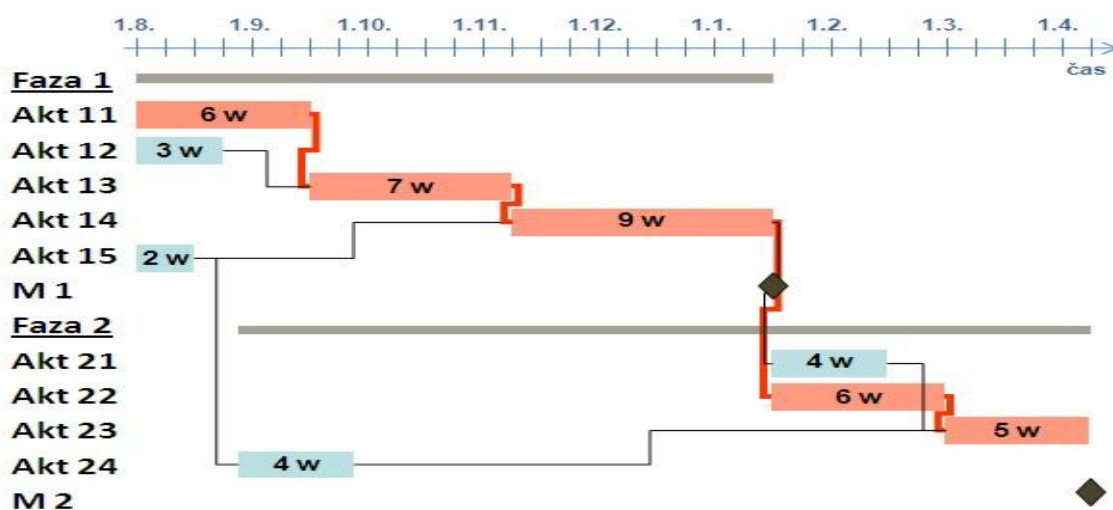 1.8. 1.9. 1.10. 1.11. 1.12. 1.1. 1.2. 1.3. 1.4.
čas
Faza 1
Akt 11 6 w
Akt 12 3 w
Akt 13 7 w
Akt 14 9 w
Akt 15 2 w
M 1
Faza 2
Akt 21 4 w
Akt 22 6 w
Akt 23 5 w
Akt 24 4 w
M 2